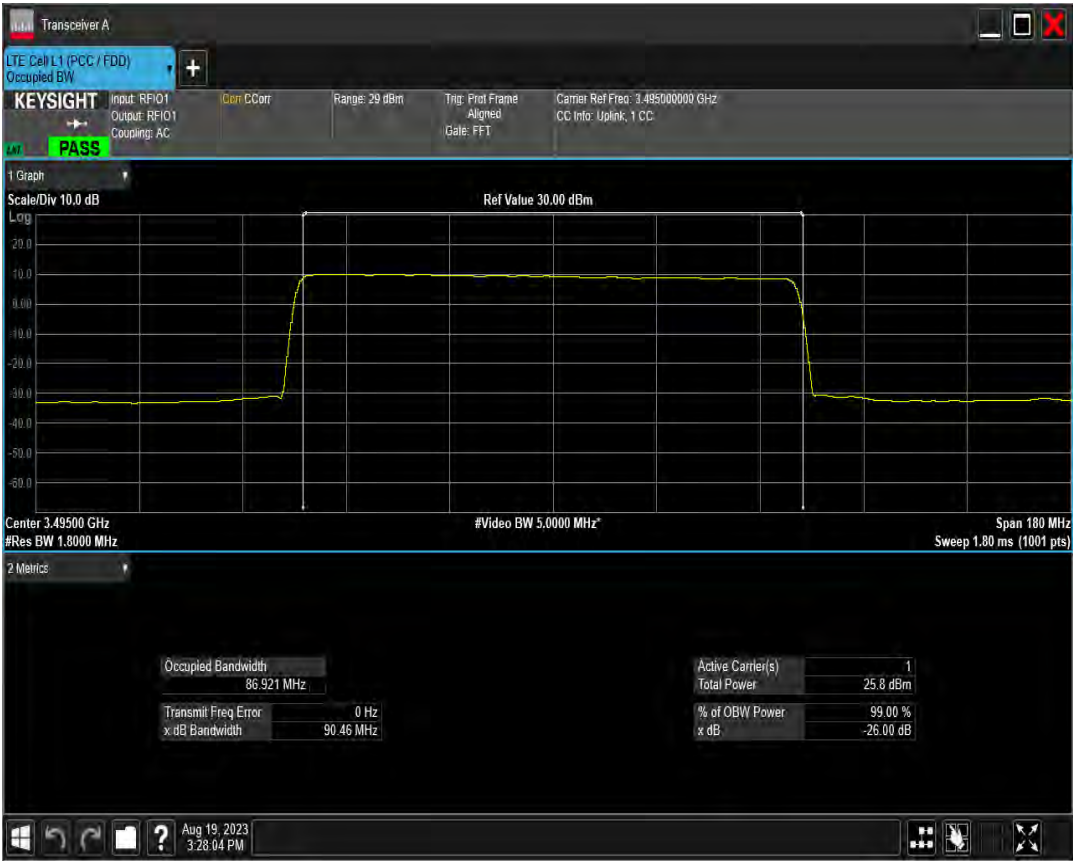 Transceiver A
LTE Cell L1 (PCC / FDD)
Occupied BW
+
KEYSIGHT
Input: RFIO1
Output: RFIO1
Coupling: AC
Corr CCorr
Range: 29 dBm
Trig: Prot Frame
Aligned
Gate: FFT
Carrier Ref Freq: 3.495000000 GHz
CC Info: Uplink, 1 CC
PASS
1 Graph
Scale/Div 10.0 dB
Ref Value 30.00 dBm
Log
20.0
10.0
0.00
-10.0
-20.0
-30.0
-40.0
-50.0
-60.0
Center 3.49500 GHz
#Video BW 5.0000 MHz*
Span 180 MHz
#Res BW 1.8000 MHz
Sweep 1.80 ms (1001 pts)
2 Metrics
Occupied Bandwidth
86.921 MHz
Transmit Freq Error 0 Hz
x dB Bandwidth 90.46 MHz
Active Carrier(s) 1
Total Power 25.8 dBm
% of OBW Power 99.00 %
x dB -26.00 dB
?
Aug 19, 2023
3:28:04 PM